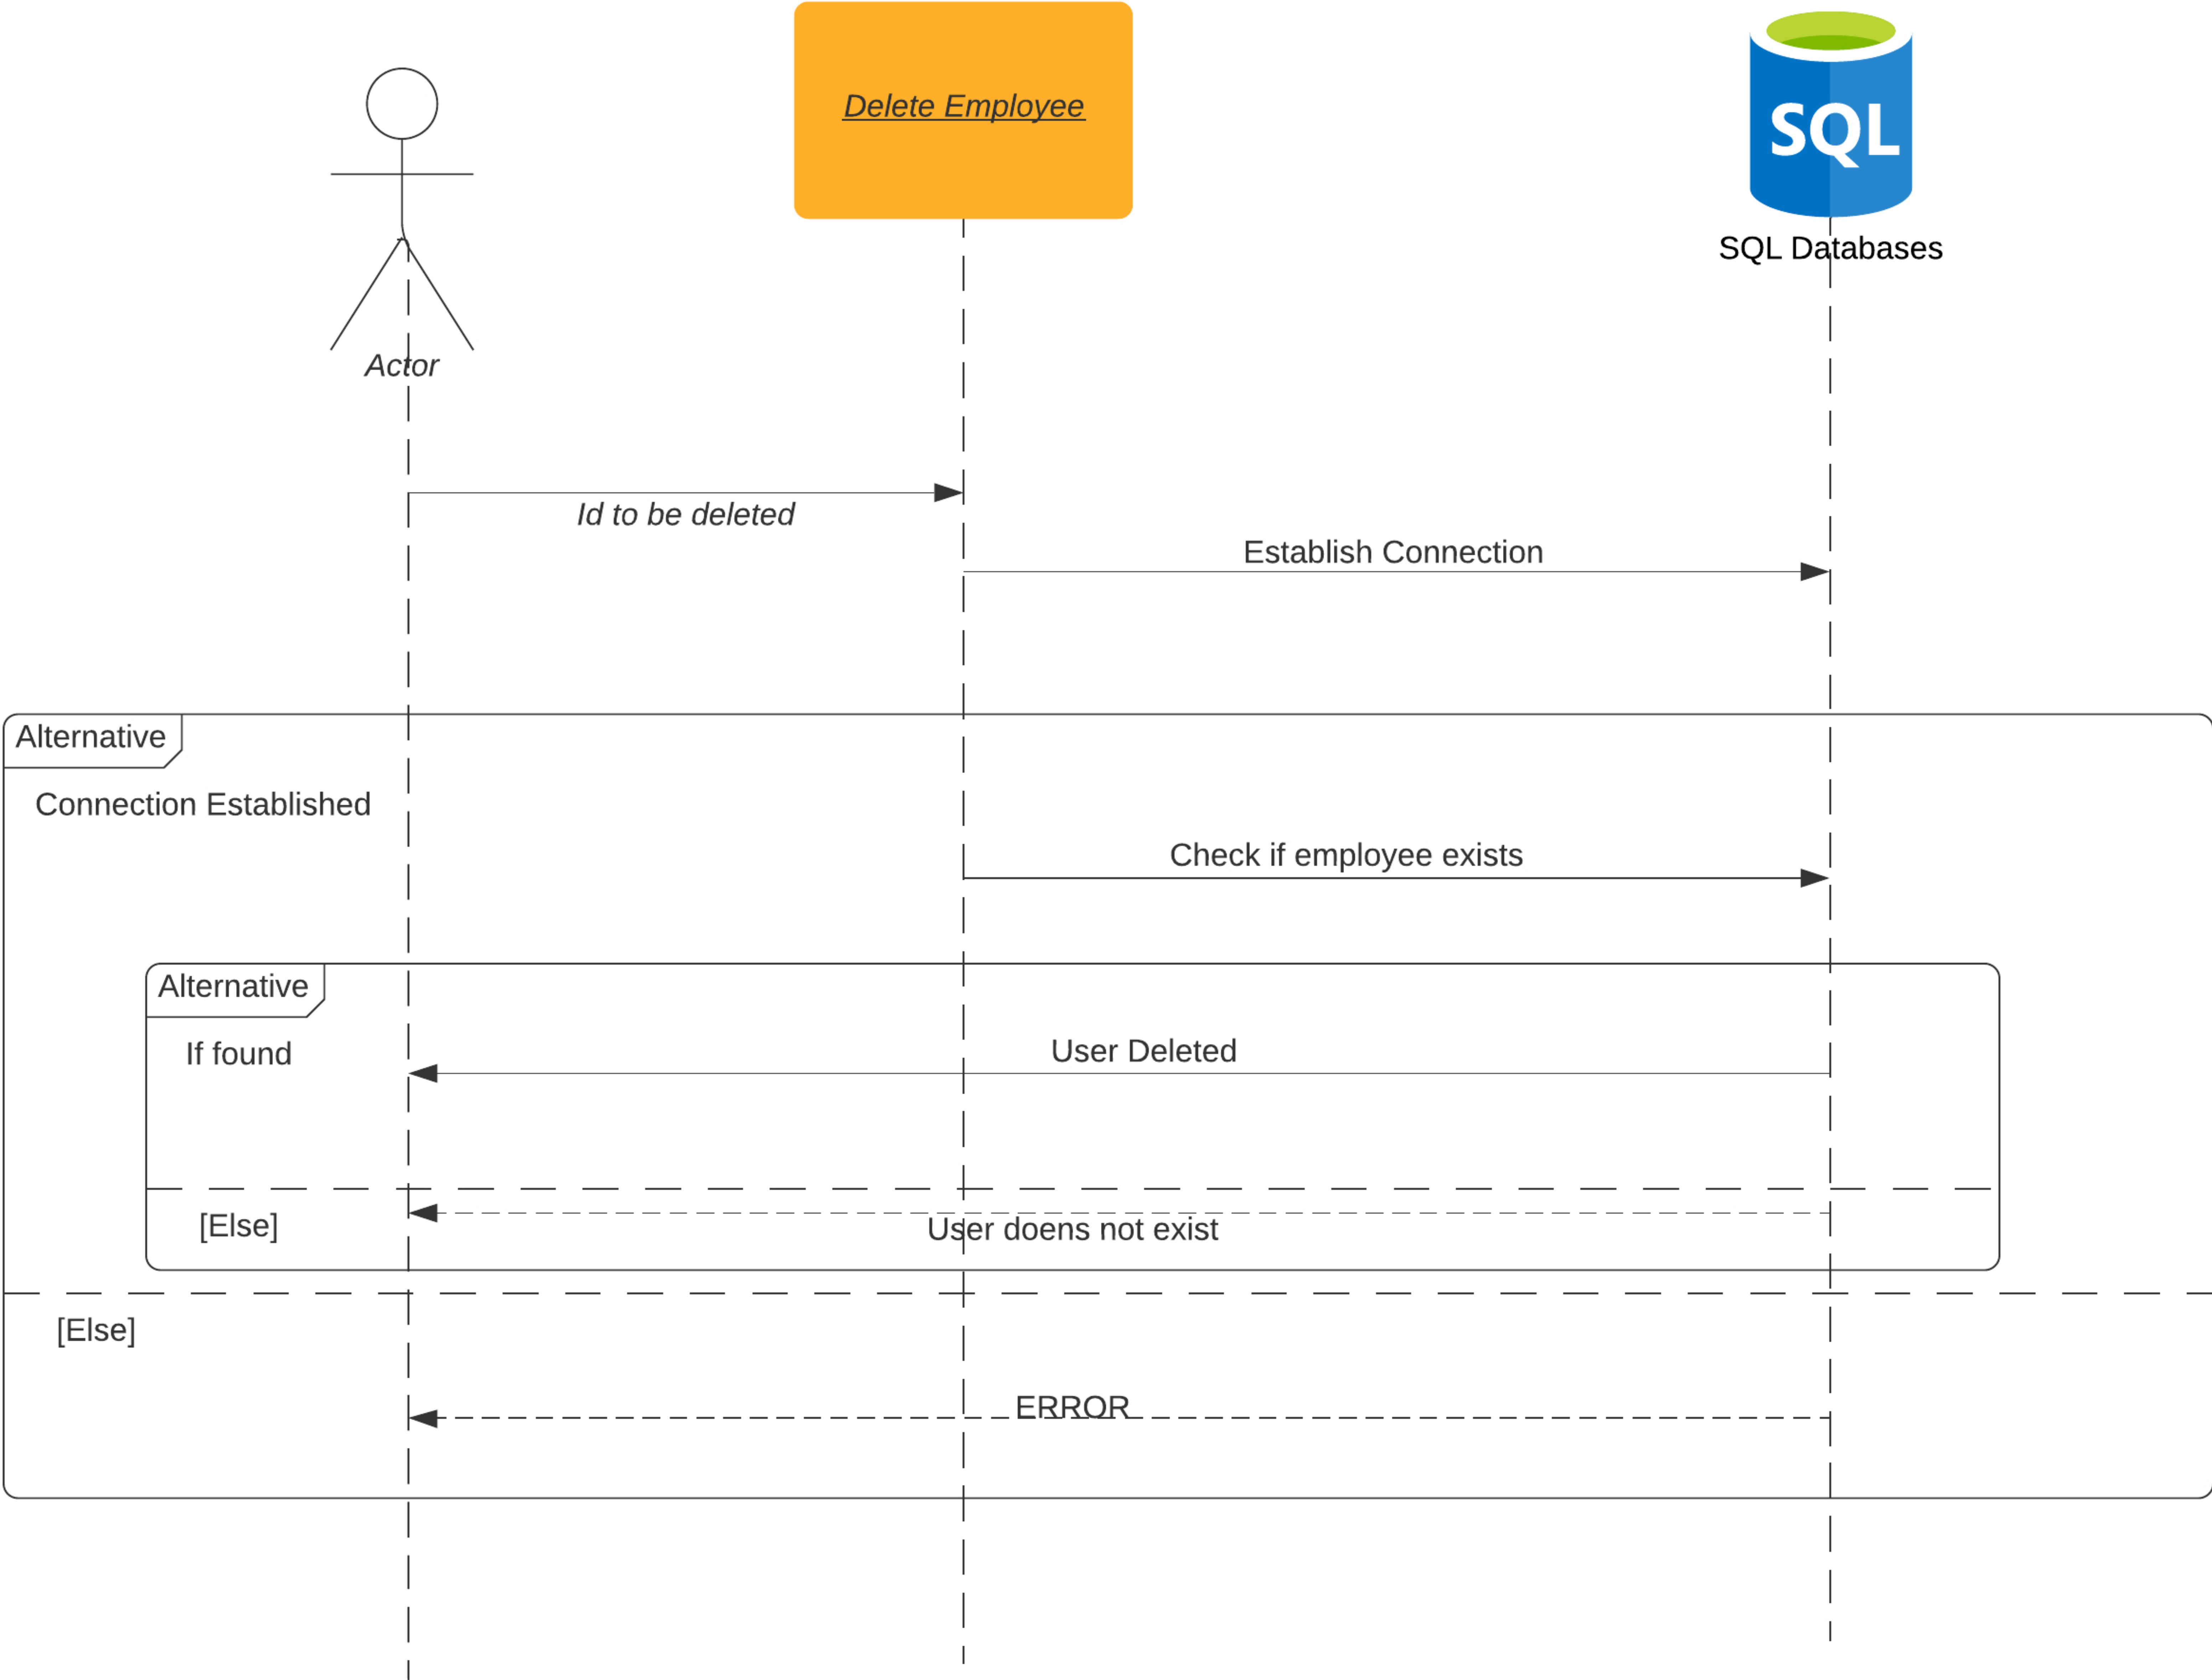 Delete Employee
SQL
SQL Databases
Actor
Id to be deleted
Establish Connection
Alternative
Connection Established
Check if employee exists
Alternative
If found
User Deleted
[Else]
User doens not exist
[Else]
ERROR